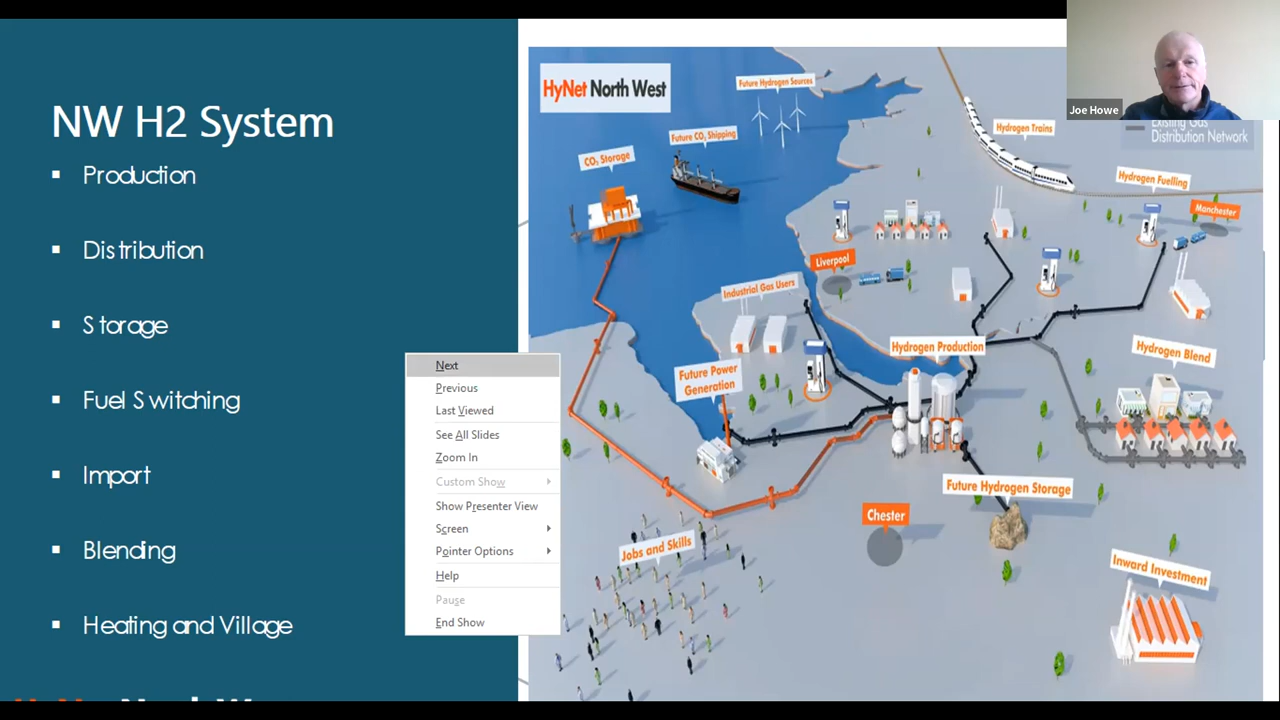 NW H2 System
▪ Production
▪ Distribution
▪ Storage
▪ Fuel Switching
▪ Import
▪ Blending
▪ Heating and Village
Next
Previous
Last Viewed
See All Slides
Zoom In
Custom Show
Show Presenter View
Screen
Pointer Options
Help
Pause
End Show
HyNet North West
Future Hydrogen Sources
Future CO₂ Shipping
CO₂ Storage
Hydrogen Trains
Joe Howe
Existing Gas
Distribution Network
Hydrogen Fuelling
Manchester
Liverpool
Industrial Gas Users
Hydrogen Production
Hydrogen Blend
Future Power
Generation
Future Hydrogen Storage
Chester
Jobs and Skills
Inward Investment